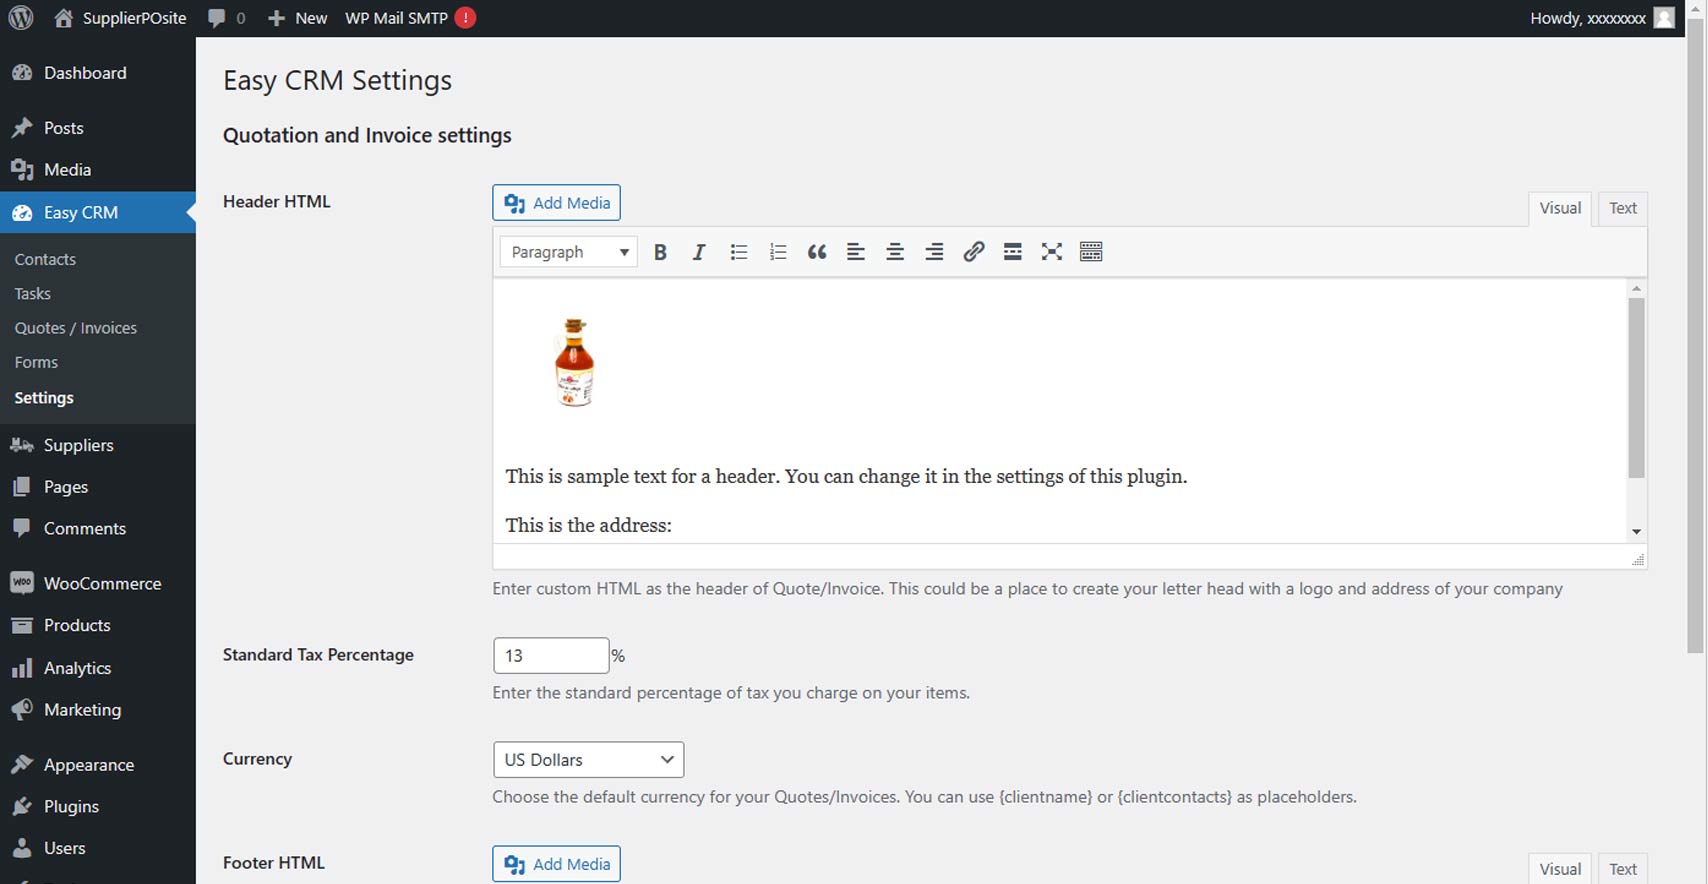 SupplierPOsite 0 New WP Mail SMTP ! Howdy, xxxxxxxx
Dashboard
Posts
Media
Easy CRM
Contacts
Tasks
Quotes / Invoices
Forms
Settings
Suppliers
Pages
Comments
WooCommerce
Products
Analytics
Marketing
Appearance
Plugins
Users
Easy CRM Settings
Quotation and Invoice settings
Header HTML
Add Media
Visual Text
Paragraph B I
This is sample text for a header. You can change it in the settings of this plugin.
This is the address:
Enter custom HTML as the header of Quote/Invoice. This could be a place to create your letter head with a logo and address of your company
Standard Tax Percentage
13 %
Enter the standard percentage of tax you charge on your items.
Currency
US Dollars
Choose the default currency for your Quotes/Invoices. You can use {clientname} or {clientcontacts} as placeholders.
Footer HTML
Add Media
Visual Text